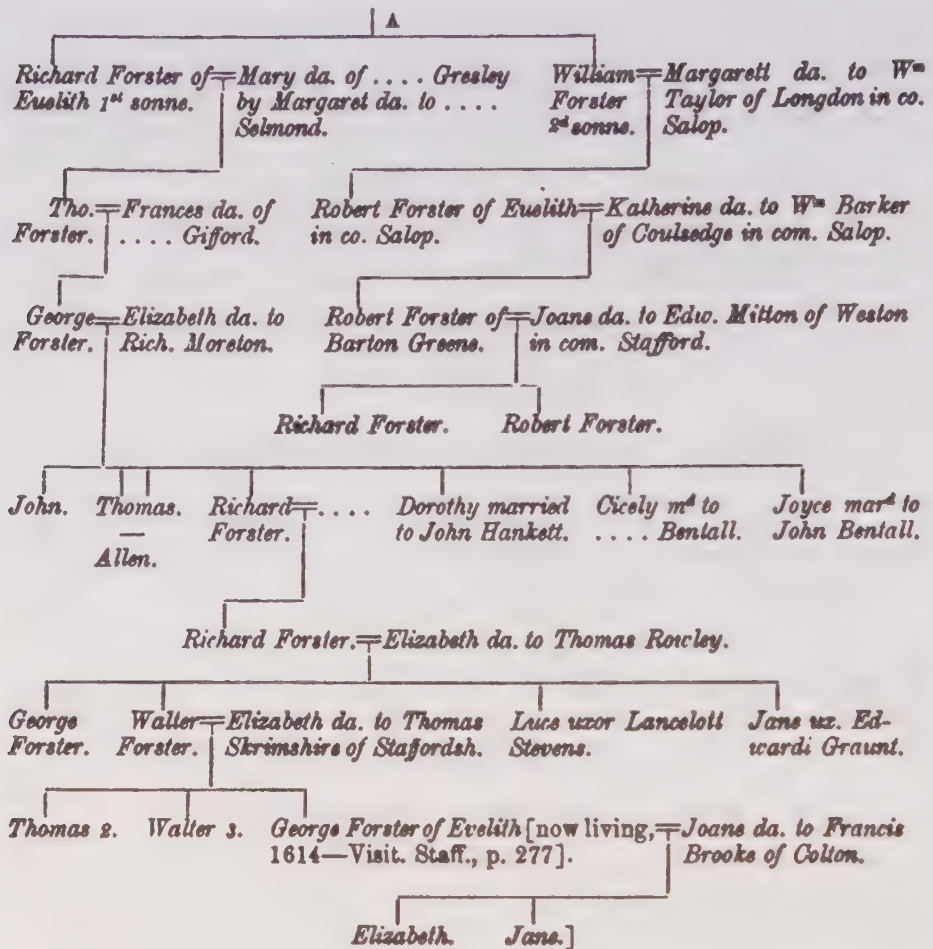 A
Richard Forster of = Mary da. of .... Gresley William = Margarett da. to Wᵐ
Euelith 1ˢᵗ sonne. by Margaret da. to .... Forster Taylor of Longdon in co.
Selmond. 2ᵈ sonne. Salop.
Tho. = Frances da. of Robert Forster of Euelith = Katherine da. to Wᵐ Barker
Forster. .... Gifford. in co. Salop. of Coulsedge in com. Salop.
George = Elizabeth da. to Robert Forster of = Joane da. to Edw. Mitton of Weston
Forster. Rich. Moreton. Barton Greene. in com. Stafford.
Richard Forster. Robert Forster.
John. Thomas. Richard = .... Dorothy married Cicely mᵈ to Joyce marᵈ to
— Forster. to John Hankett. .... Bentall. John Bentall.
Allen.
Richard Forster. = Elizabeth da. to Thomas Rowley.
George Walter = Elizabeth da. to Thomas Luce uxor Lancelott Jane ux. Ed-
Forster. Forster. Skrimshire of Staffordsh. Stevens. wardi Graunt.
Thomas 2. Walter 3. George Forster of Evelith [now living, = Joane da. to Francis
1614—Visit. Staff., p. 277]. Brooke of Colton.
Elizabeth. Jane.]